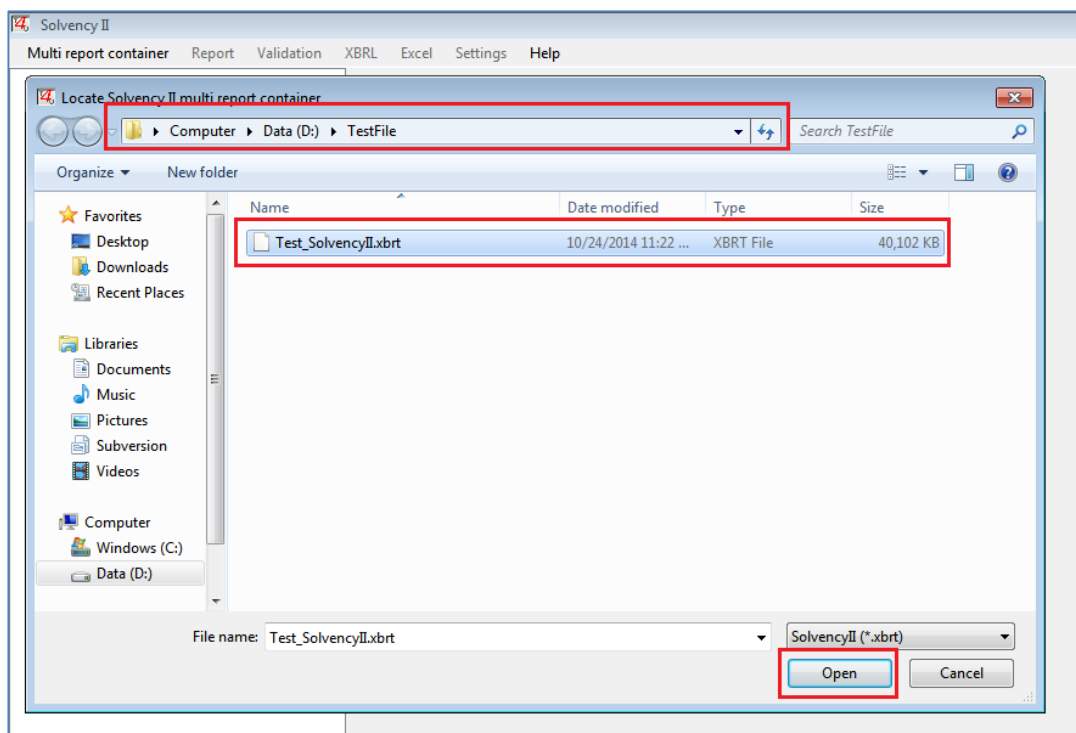 Solvency II
Multi report container Report Validation XBRL Excel Settings Help
Locate Solvency II multi report container
Computer Data (D:) TestFile Search TestFile
Organize New folder
Name Date modified Type Size
Favorites
Test_SolvencyII.xbrt 10/24/2014 11:22 ... XBRT File 40,102 KB
Desktop
Downloads
Recent Places
Libraries
Documents
Music
Pictures
Subversion
Videos
Computer
Windows (C:)
Data (D:)
File name: Test_SolvencyII.xbrt SolvencyII (*.xbrt)
Open Cancel